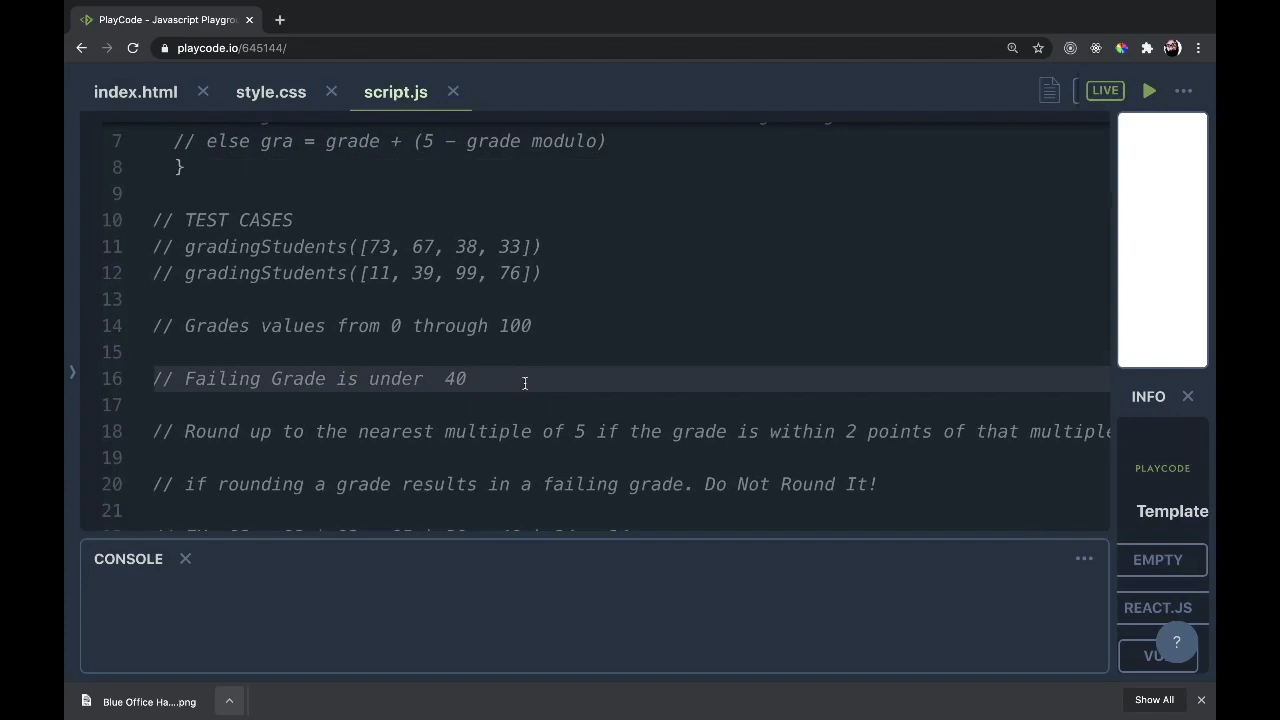 PlayCode - Javascript Playgro
playcode.io/645144/
index.html
style.css
script.js
LIVE
7 // else gra = grade + (5 - grade modulo)
8 }
9
10 // TEST CASES
11 // gradingStudents([73, 67, 38, 33])
12 // gradingStudents([11, 39, 99, 76])
13
14 // Grades values from 0 through 100
15
16 // Failing Grade is under  40
17
18 // Round up to the nearest multiple of 5 if the grade is within 2 points of that multiple
19
20 // if rounding a grade results in a failing grade. Do Not Round It!
21
INFO
PLAYCODE
Template
EMPTY
REACT.JS
VU
?
CONSOLE
Blue Office Ha....png
Show All